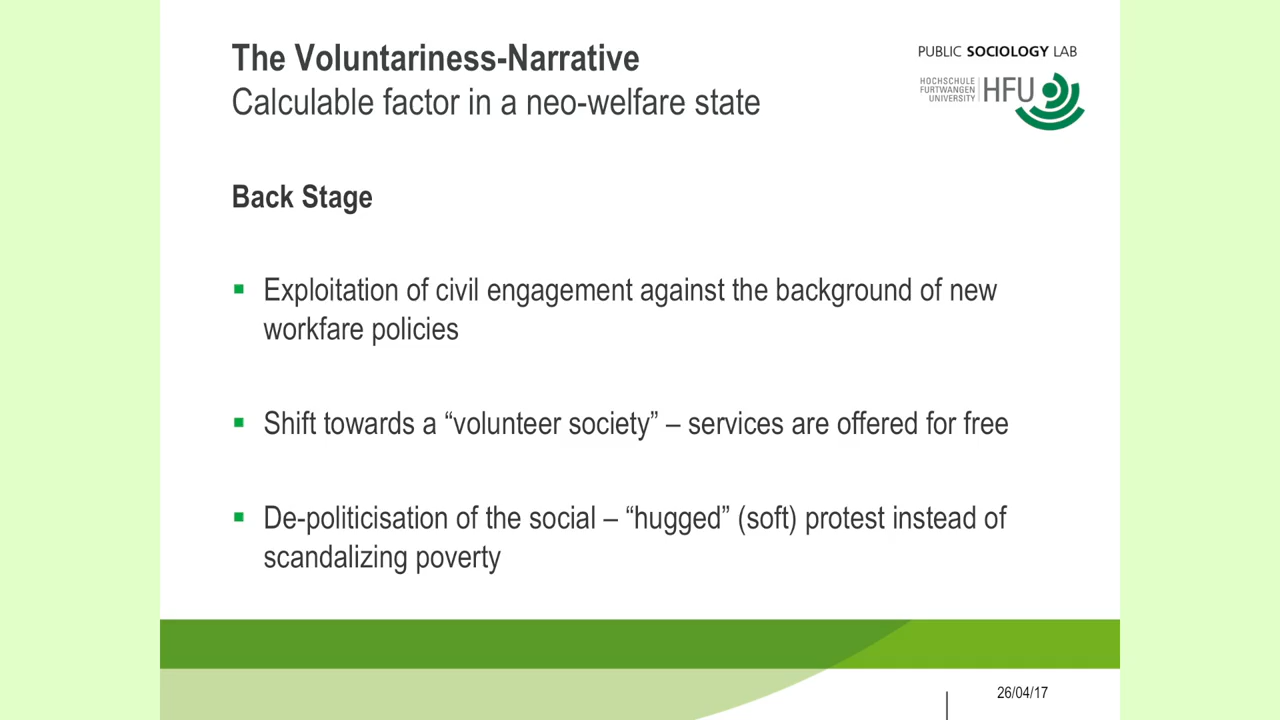 The Voluntariness-Narrative
Calculable factor in a neo-welfare state
PUBLIC SOCIOLOGY LAB
HOCHSCHULE
FURTWANGEN
UNIVERSITY
HFU
Back Stage
Exploitation of civil engagement against the background of new
workfare policies
Shift towards a “volunteer society” – services are offered for free
De-politicisation of the social – “hugged” (soft) protest instead of
scandalizing poverty
26/04/17